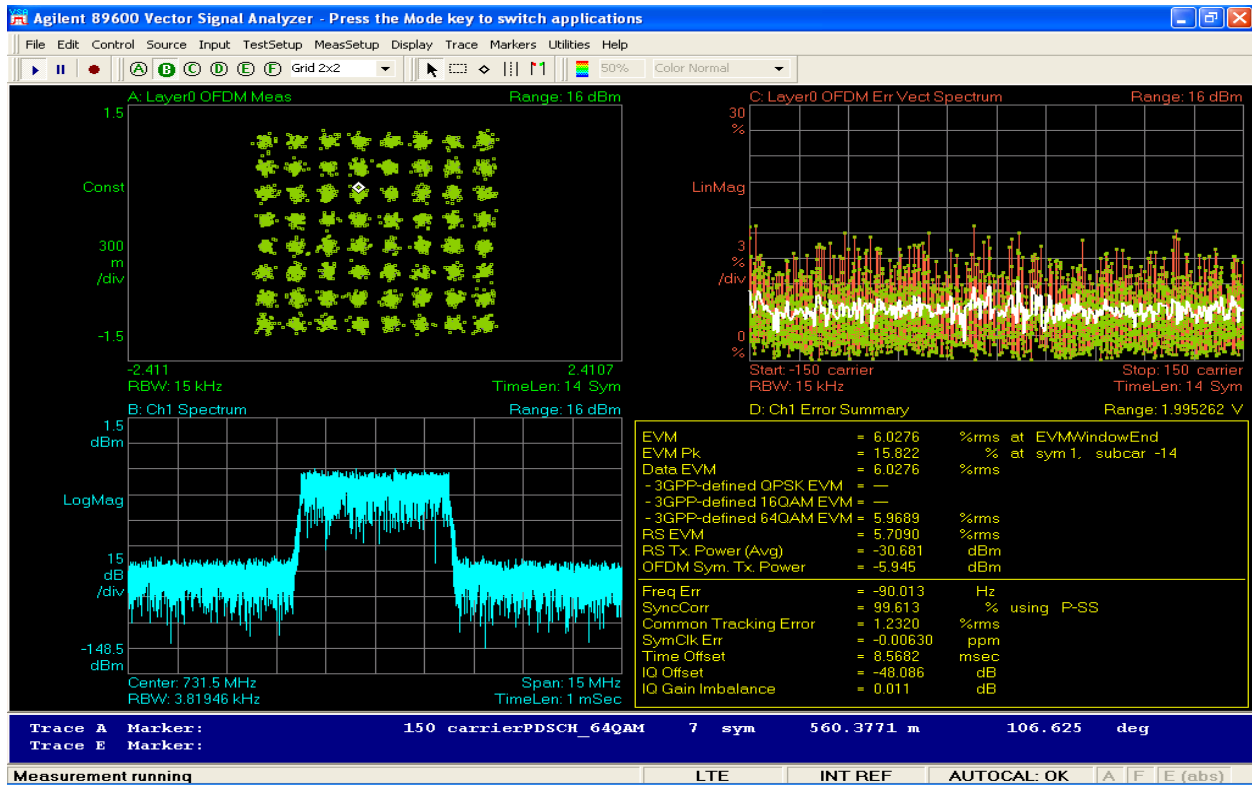 Agilent 89600 Vector Signal Analyzer - Press the Mode key to switch applications
File Edit Control Source Input TestSetup MeasSetup Display Trace Markers Utilities Help
A B C D E F Grid 2x2 50% Color Normal
A: Layer0 OFDM Meas Range: 16 dBm
1.5
Const
300
m
/div
-1.5
-2.411 2.4107
RBW: 15 kHz TimeLen: 14 Sym
C: Layer0 OFDM Err Vect Spectrum Range: 16 dBm
30
%
LinMag
3
%
/div
0
%
Start: -150 carrier Stop: 150 carrier
RBW: 15 kHz TimeLen: 14 Sym
B: Ch1 Spectrum Range: 16 dBm
1.5
dBm
LogMag
15
dB
/div
-148.5
dBm
Center: 731.5 MHz Span: 15 MHz
RBW: 3.81946 kHz TimeLen: 1 mSec
D: Ch1 Error Summary Range: 1.995262 V
EVM = 6.0276 %rms at EVMWindowEnd
EVM Pk = 15.822 % at sym 1, subcar -14
Data EVM = 6.0276 %rms
- 3GPP-defined QPSK EVM = —
- 3GPP-defined 16QAM EVM = —
- 3GPP-defined 64QAM EVM = 5.9689 %rms
RS EVM = 5.7090 %rms
RS Tx. Power (Avg) = -30.681 dBm
OFDM Sym. Tx. Power = -5.945 dBm
Freq Err = -90.013 Hz
SyncCorr = 99.613 % using P-SS
Common Tracking Error = 1.2320 %rms
SymClk Err = -0.00630 ppm
Time Offset = 8.5682 msec
IQ Offset = -48.086 dB
IQ Gain Imbalance = 0.011 dB
Trace A Marker: 150 carrierPDSCH_64QAM 7 sym 560.3771 m 106.625 deg
Trace E Marker:
Measurement running LTE INT REF AUTOCAL: OK A F E (abs)